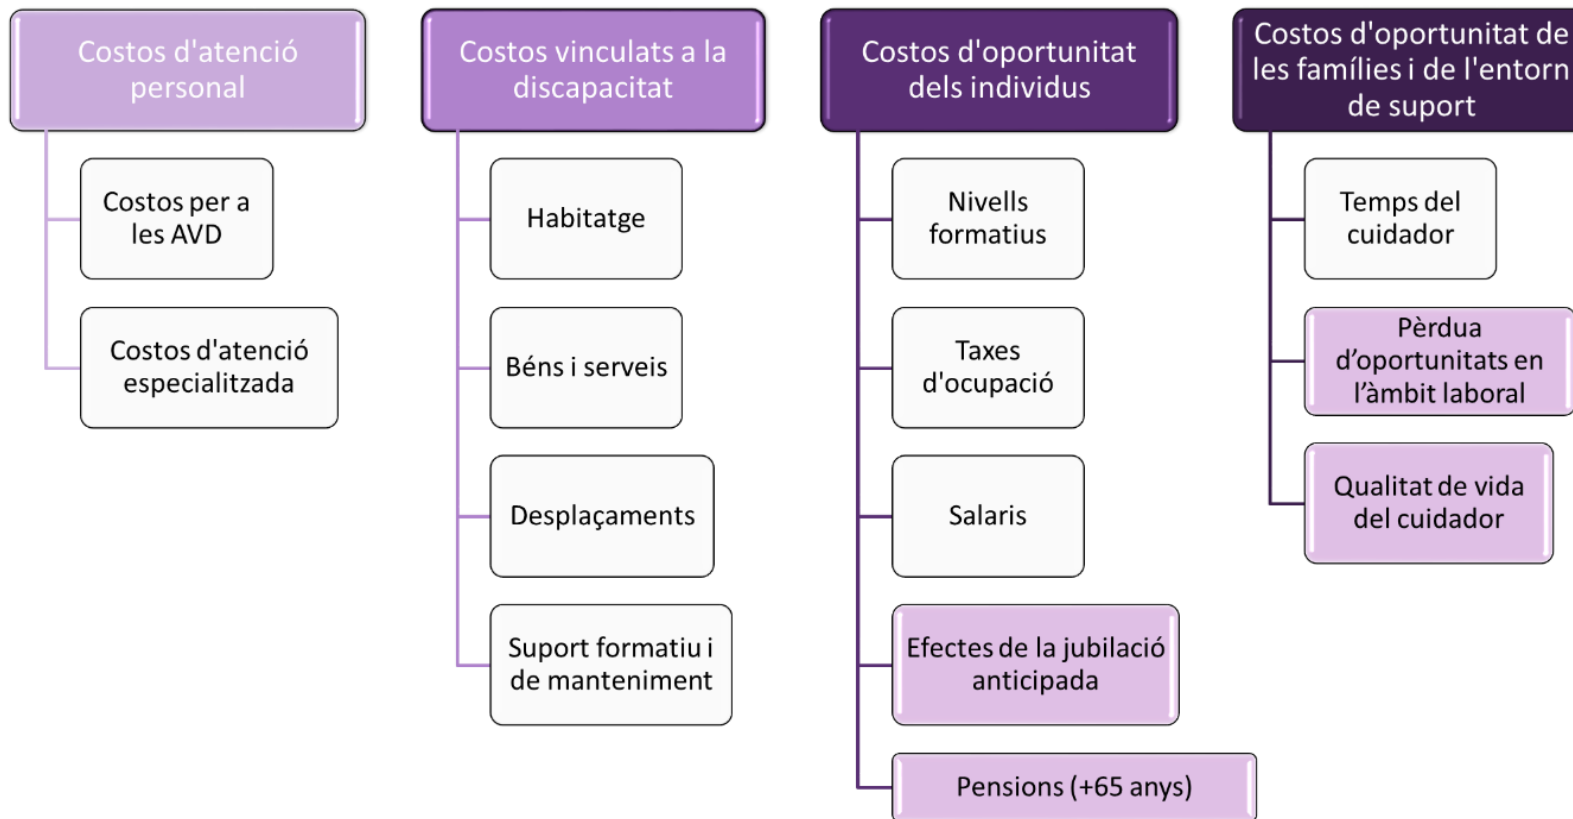 Costos d'atenció
personal
Costos per a
les AVD
Costos d'atenció
especialitzada
Costos vinculats a la
discapacitat
Habitatge
Béns i serveis
Desplaçaments
Suport formatiu i
de manteniment
Costos d'oportunitat
dels individus
Nivells
formatius
Taxes
d'ocupació
Salaris
Efectes de la jubilació
anticipada
Pensions (+65 anys)
Costos d'oportunitat de
les famílies i de l'entorn
de suport
Temps del
cuidador
Pèrdua
d’oportunitats en
l’àmbit laboral
Qualitat de vida
del cuidador